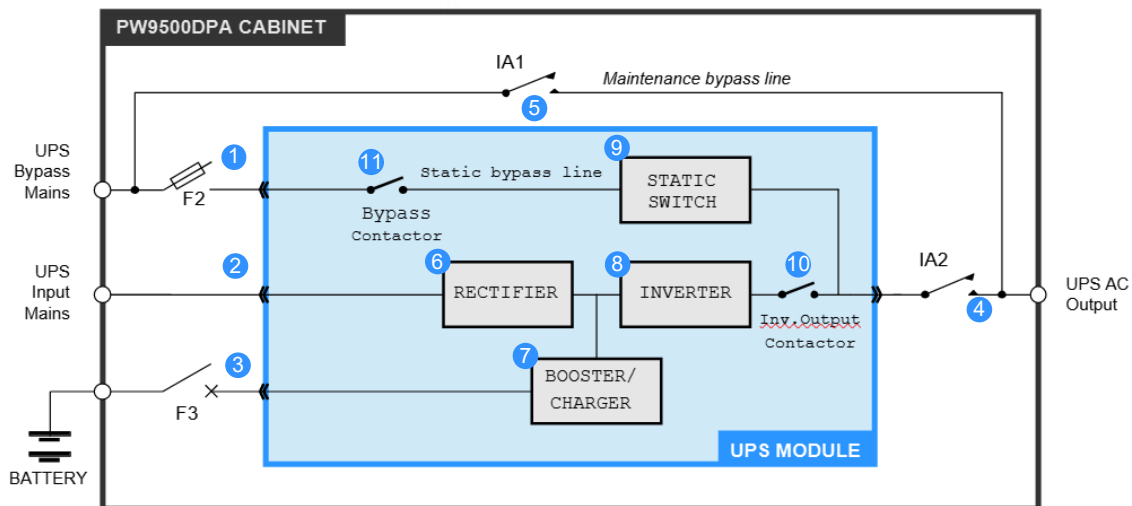 PW9500DPA CABINET
IA1
Maintenance bypass line
5
UPS
Bypass
Mains
1
F2
11
Static bypass line
Bypass
Contactor
9
STATIC
SWITCH
UPS
Input
Mains
2
6
RECTIFIER
8
INVERTER
10
Inv.Output
Contactor
IA2
4
UPS AC
Output
3
F3
7
BOOSTER/
CHARGER
BATTERY
UPS MODULE